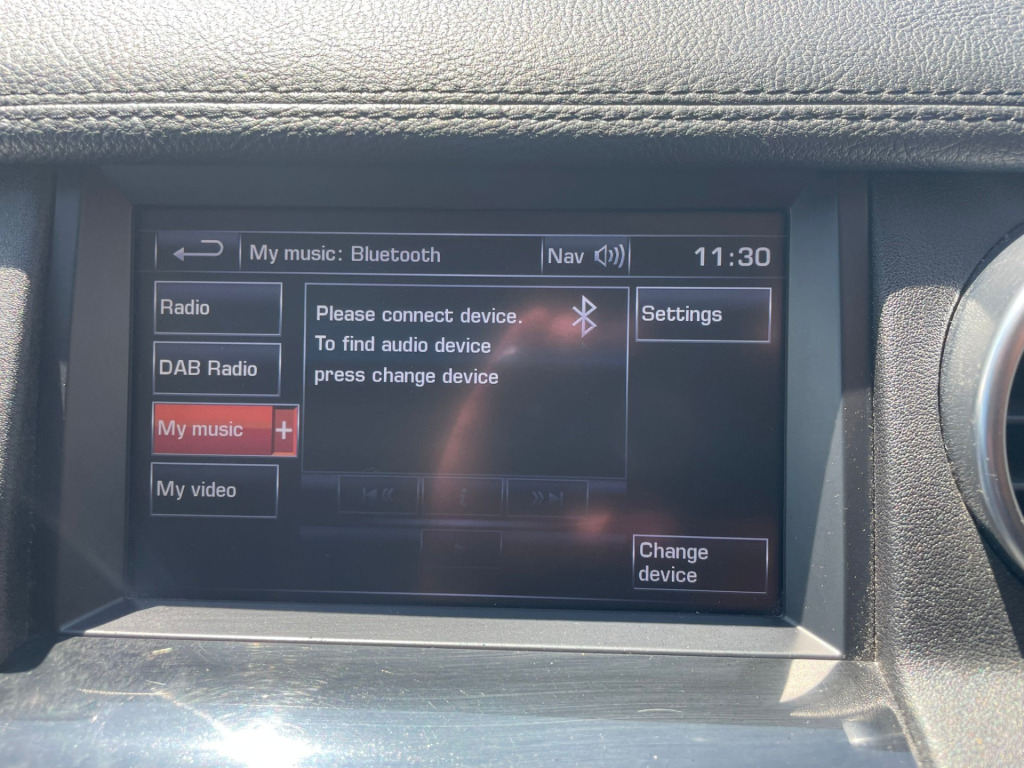 My music: Bluetooth
Nav
11:30
Radio
DAB Radio
My music +
My video
Please connect device.
To find audio device
press change device
Settings
Change
device